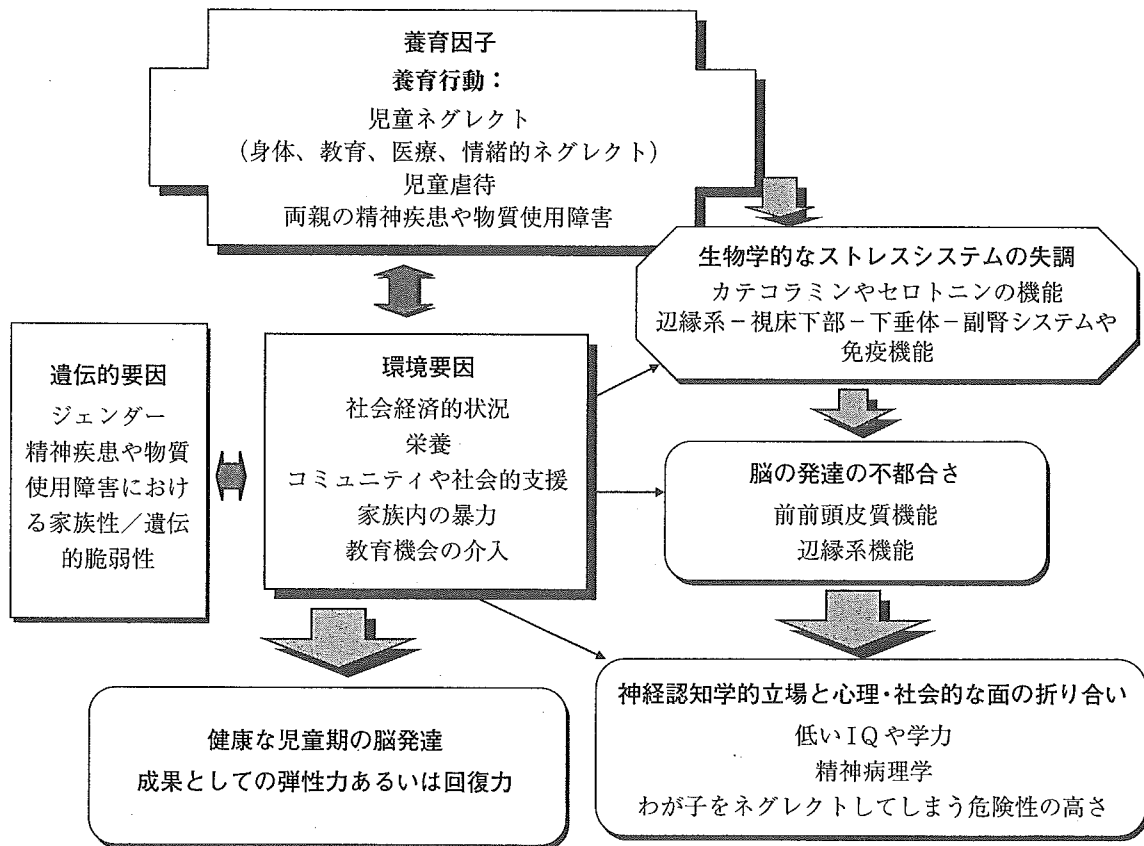 養育因子
養育行動：
児童ネグレクト
（身体、教育、医療、情緒的ネグレクト）
児童虐待
両親の精神疾患や物質使用障害
生物学的なストレスシステムの失調
カテコラミンやセロトニンの機能
辺縁系－視床下部－下垂体－副腎システムや
免疫機能
遺伝的要因
ジェンダー
精神疾患や物質
使用障害におけ
る家族性／遺伝
的脆弱性
環境要因
社会経済的状況
栄養
コミュニティや社会的支援
家族内の暴力
教育機会の介入
脳の発達の不都合さ
前前頭皮質機能
辺縁系機能
健康な児童期の脳発達
成果としての弾性力あるいは回復力
神経認知学的立場と心理・社会的な面の折り合い
低いIQや学力
精神病理学
わが子をネグレクトしてしまう危険性の高さ